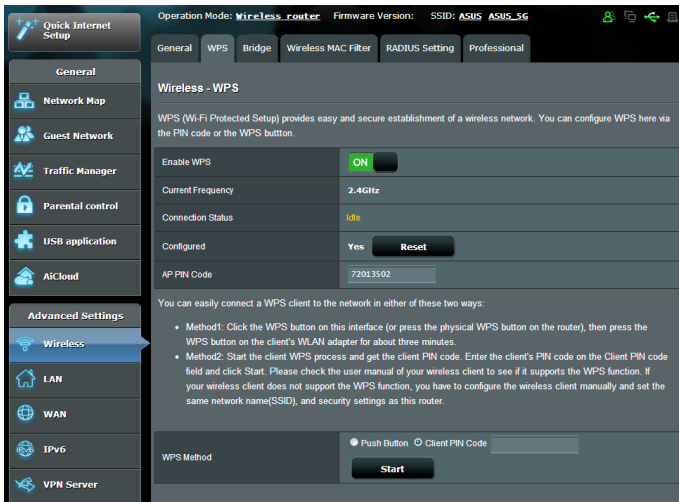 Quick Internet
Setup
Operation Mode: Wireless router Firmware Version: SSID: ASUS ASUS_5G
General WPS Bridge Wireless MAC Filter RADIUS Setting Professional
General
Network Map
Guest Network
Traffic Manager
Parental control
USB application
AiCloud
Advanced Settings
Wireless
LAN
WAN
IPv6
VPN Server
Wireless - WPS
WPS (Wi-Fi Protected Setup) provides easy and secure establishment of a wireless network. You can configure WPS here via
the PIN code or the WPS buttton.
Enable WPS ON
Current Frequency 2.4GHz
Connection Status Idle
Configured Yes Reset
AP PIN Code 72013502
You can easily connect a WPS client to the network in either of these two ways:
• Method1: Click the WPS button on this interface (or press the physical WPS button on the router), then press the
WPS button on the client's WLAN adapter for about three minutes.
• Method2: Start the client WPS process and get the client PIN code. Enter the client's PIN code on the Client PIN code
field and click Start. Please check the user manual of your wireless client to see if it supports the WPS function. If
your wireless client does not support the WPS function, you have to configure the wireless client manually and set the
same network name(SSID), and security settings as this router.
WPS Method Push Button Client PIN Code
Start